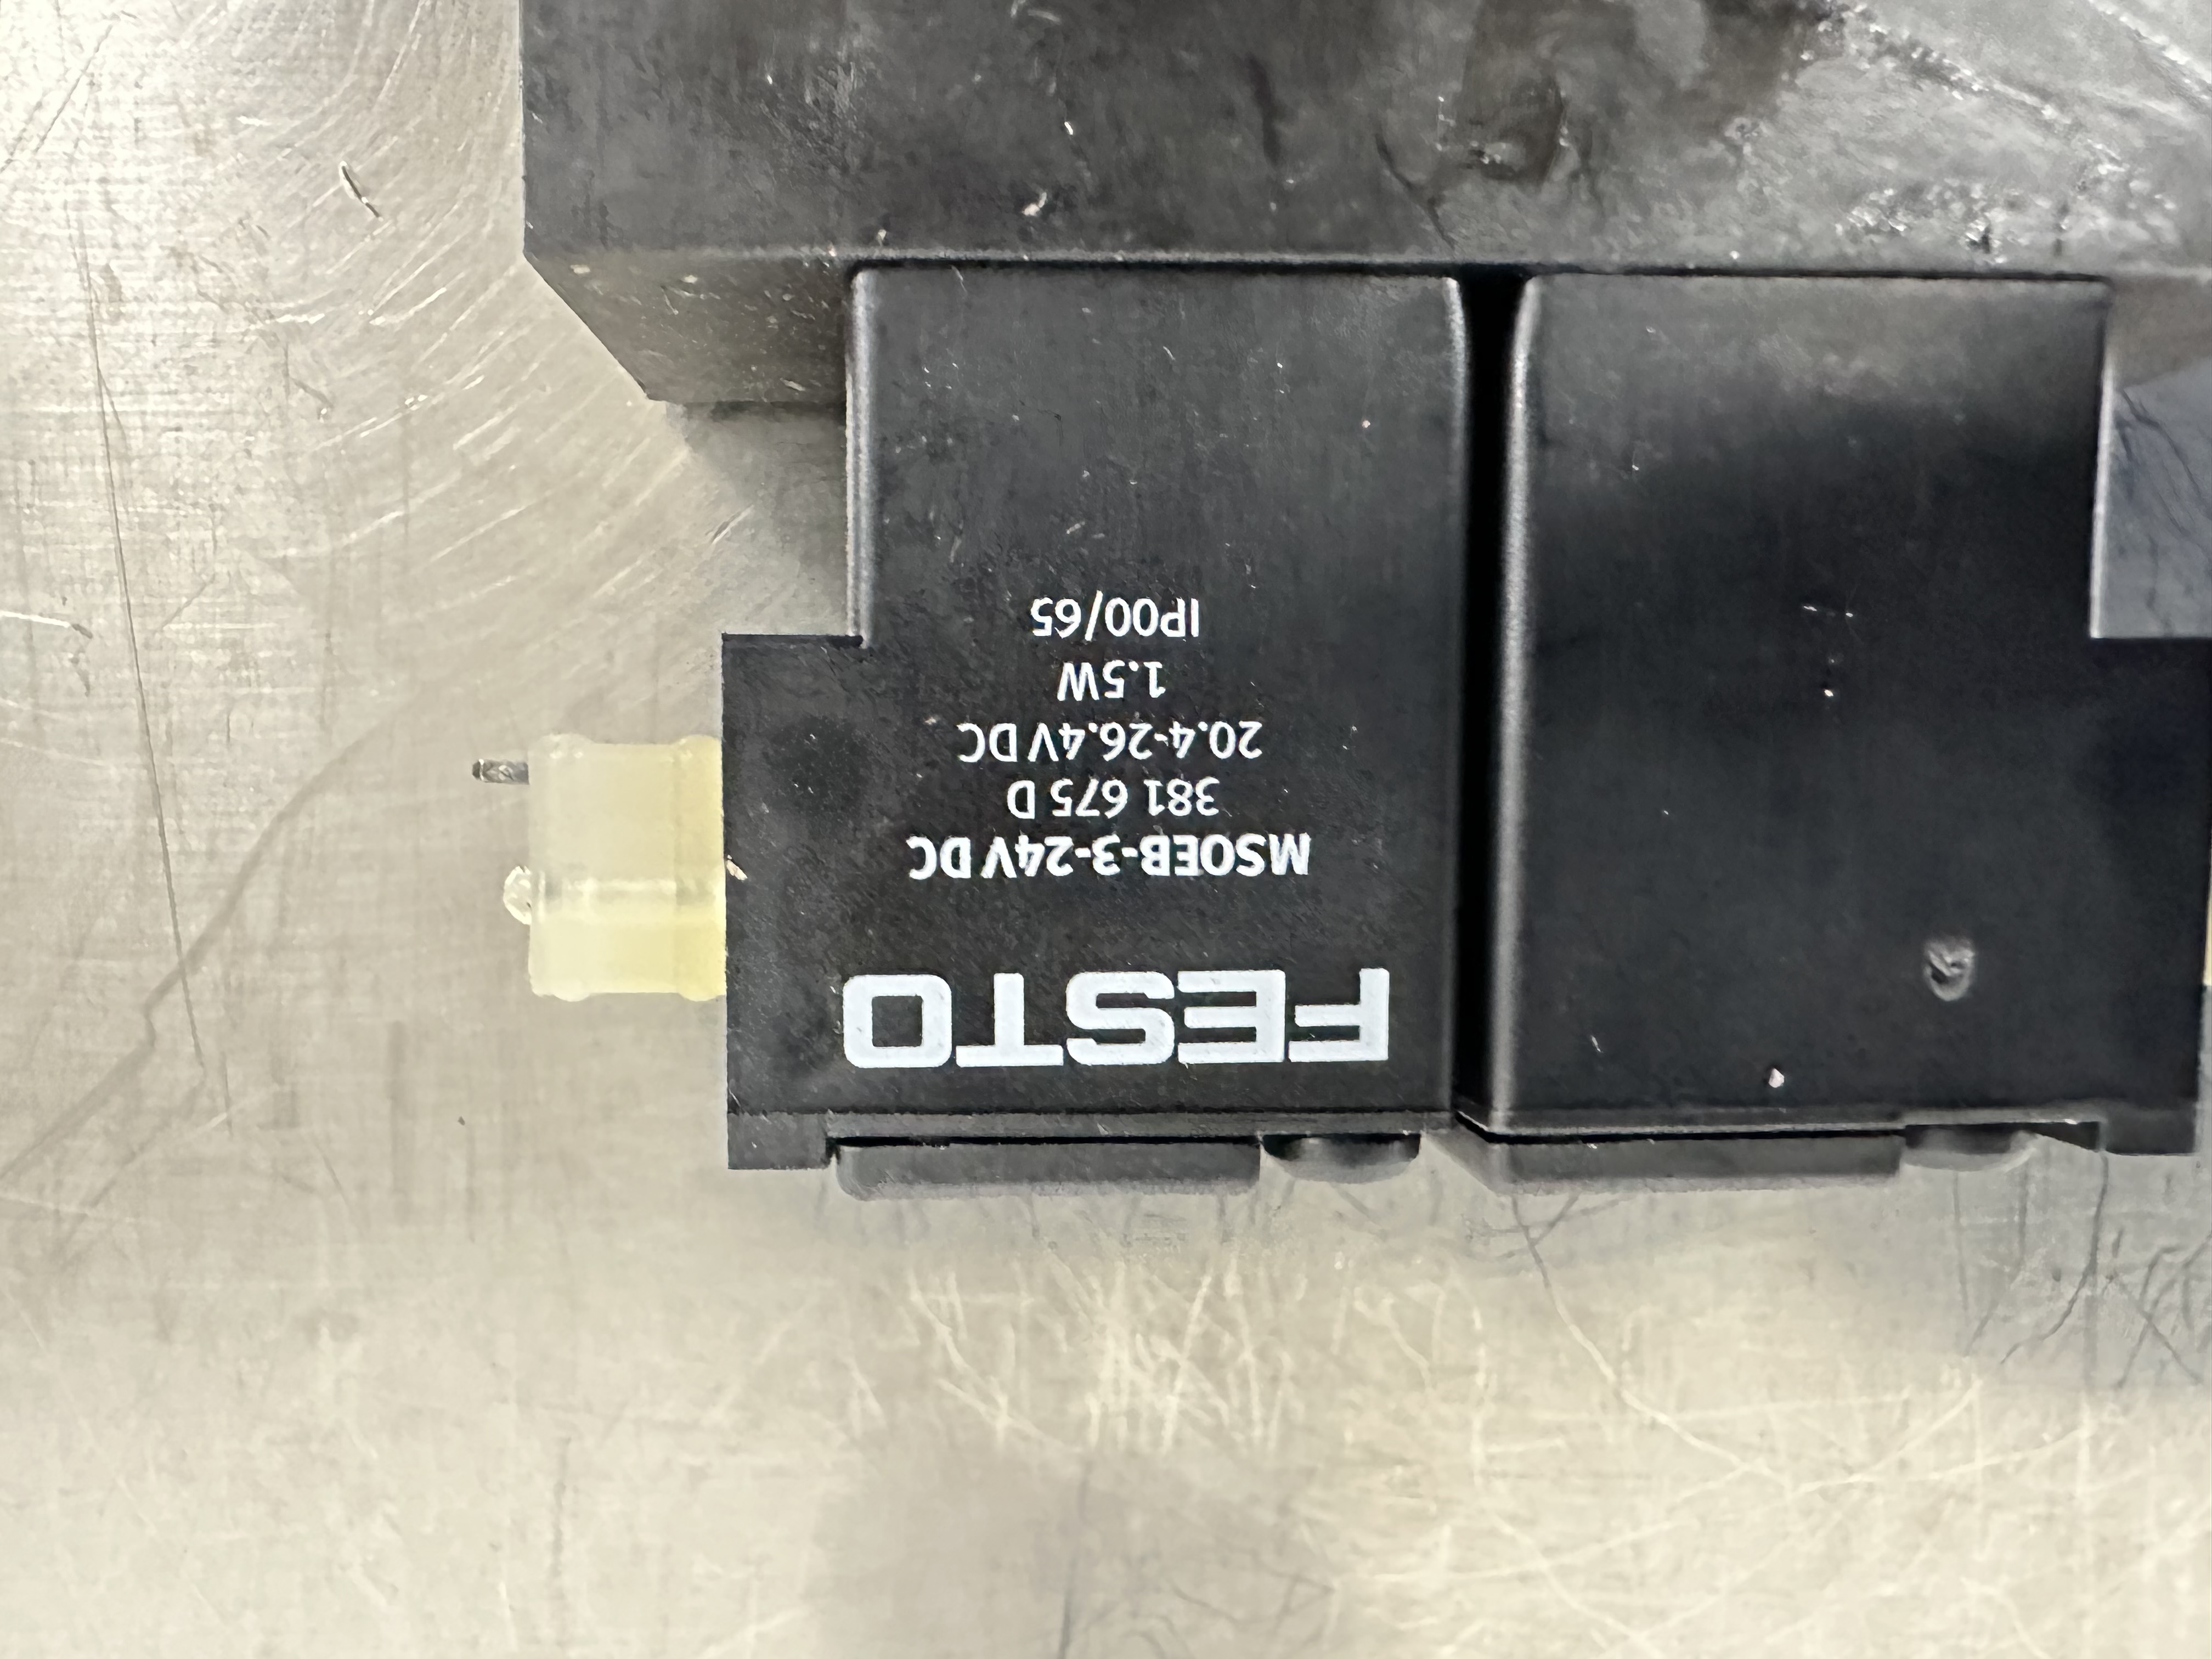 FESTO
MSOEB-3-24V DC
381 675 D
20.4-26.4V DC
1.5W
IP00/65